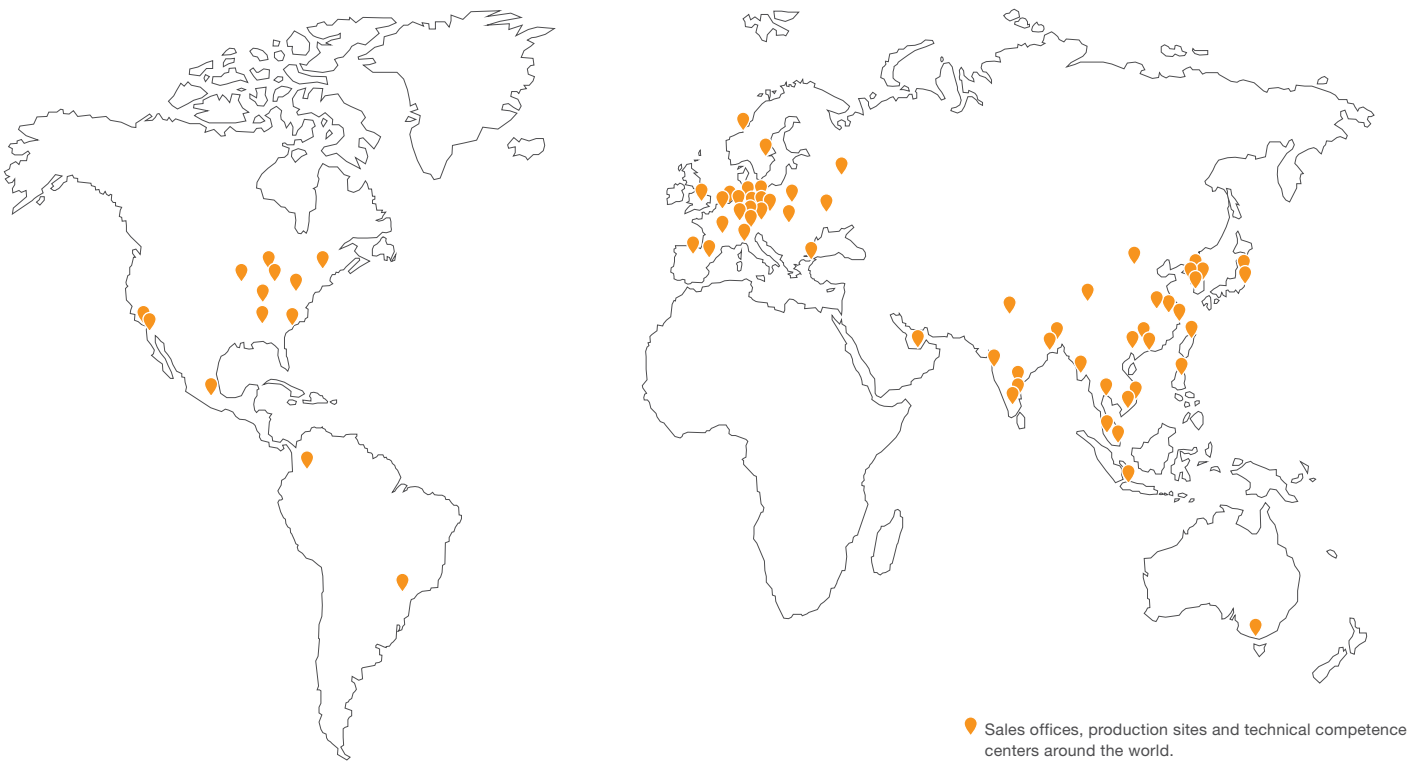 Sales offices, production sites and technical competence
centers around the world.